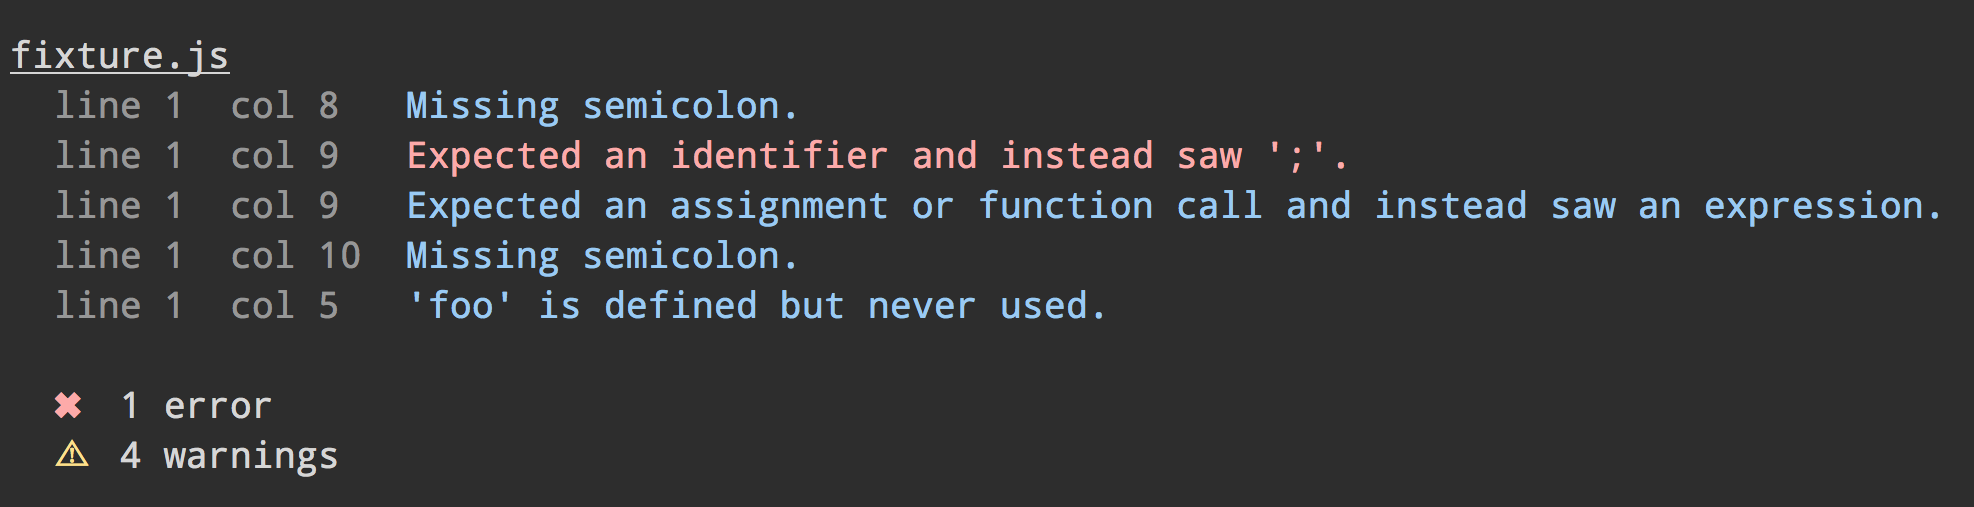 fixture.js
line 1  col 8   Missing semicolon.
line 1  col 9   Expected an identifier and instead saw ';'.
line 1  col 9   Expected an assignment or function call and instead saw an expression.
line 1  col 10  Missing semicolon.
line 1  col 5   'foo' is defined but never used.
✖  1 error
⚠  4 warnings